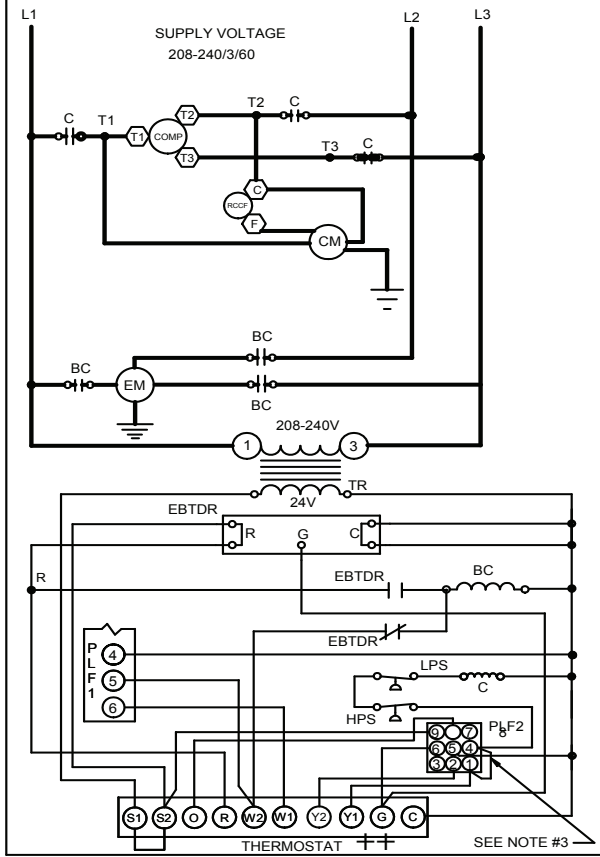 L1
L2
L3
SUPPLY VOLTAGE
208-240/3/60
C
T1
T1
COMP
T2
T3
T2
C
T3
C
C
RCCF
F
CM
BC
BC
EM
BC
208-240V
1
3
24V
TR
EBTDR
R
G
C
R
EBTDR
BC
EBTDR
PLF1
4
5
6
LPS
C
HPS
PLF2
9
8
7
6
5
4
3
2
1
S1
S2
O
R
W2
W1
Y2
Y1
G
C
THERMOSTAT
SEE NOTE #3